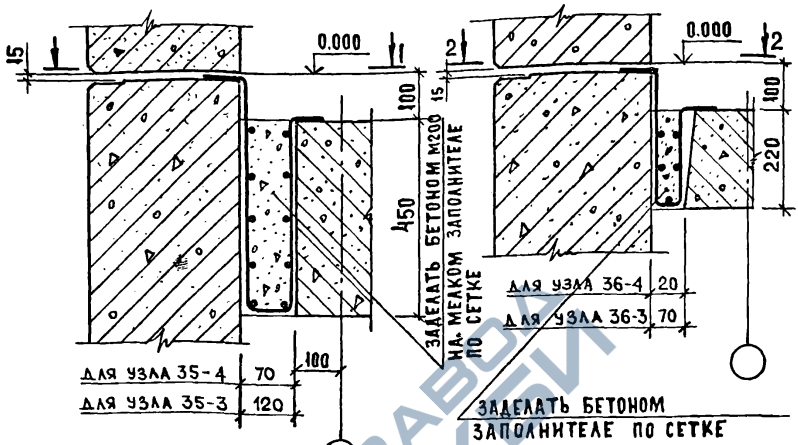 15
0.000
1
100
450
ЗАДЕЛАТЬ БЕТОНОМ М200
НА МЕЛКОМ ЗАПОЛНИТЕЛЕ
ПО СЕТКЕ
100
ДЛЯ УЗЛА 35-4 70
ДЛЯ УЗЛА 35-3 120
2
0.000
2
15
100
220
ДЛЯ УЗЛА 36-4 20
ДЛЯ УЗЛА 36-3 70
ЗАДЕЛАТЬ БЕТОНОМ
ЗАПОЛНИТЕЛЕ ПО СЕТКЕ